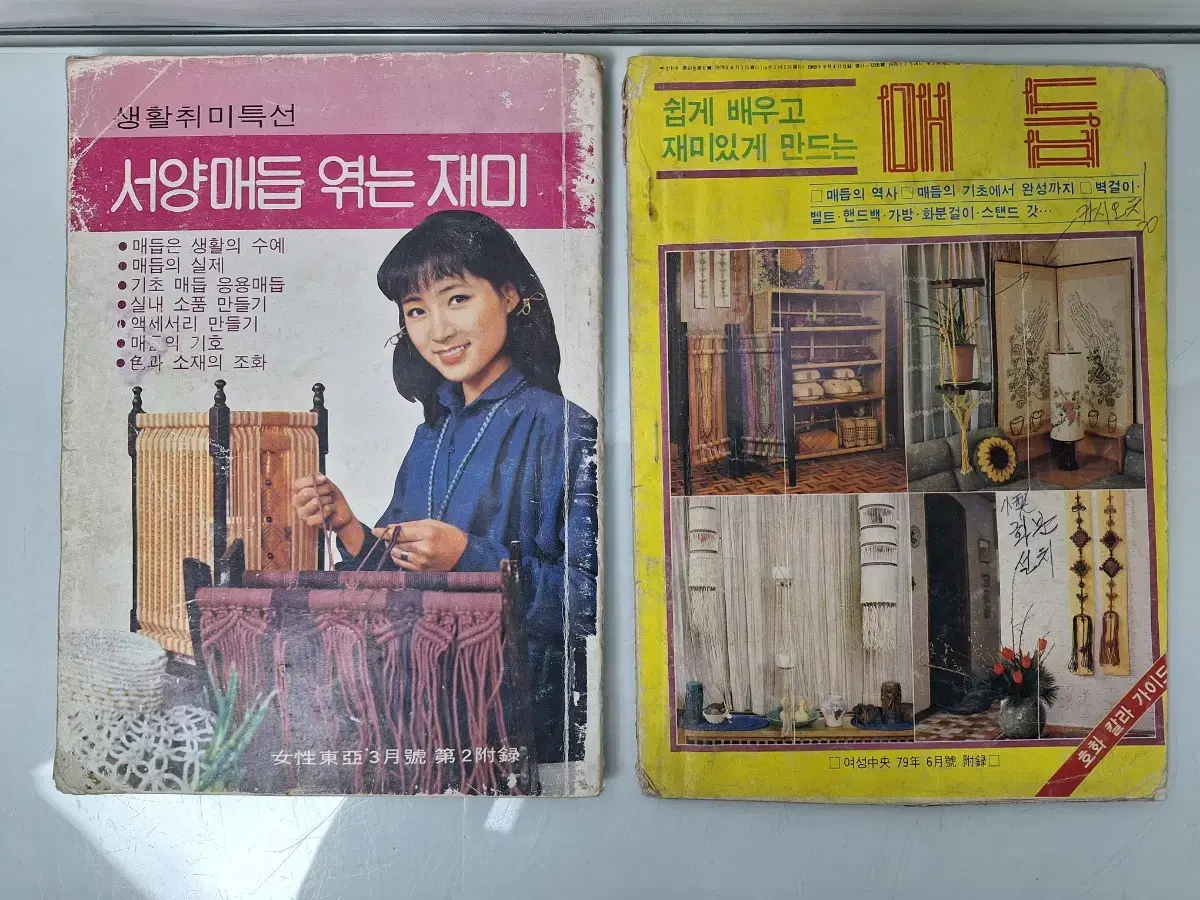 생활취미특선
서양매듭 엮는 재미
● 매듭은 생활의 수예
● 매듭의 실제
● 기초 매듭 응용매듭
● 실내 소품 만들기
● 액세서리 만들기
● 매듭의 기호
● 色과 소재의 조화
女性東亞 3月號 第2附録
쉽게 배우고
재미있게 만드는
매듭
□ 매듭의 역사 □ 매듭의 기초에서 완성까지 □ 벽걸이·
벨트·핸드백·가방·화분걸이·스탠드 갓…
호화 칼라 가이드
□ 여성中央 79年 6月號 附録 □